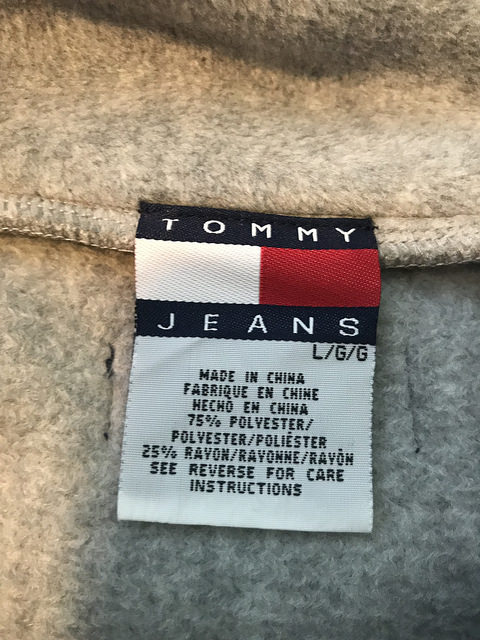 TOMMY
JEANS
L/G/G
MADE IN CHINA
FABRIQUE EN CHINE
HECHO EN CHINA
75% POLYESTER/
POLYESTER/POLIÉSTER
25% RAYON/RAYONNE/RAYÓN
SEE REVERSE FOR CARE
INSTRUCTIONS